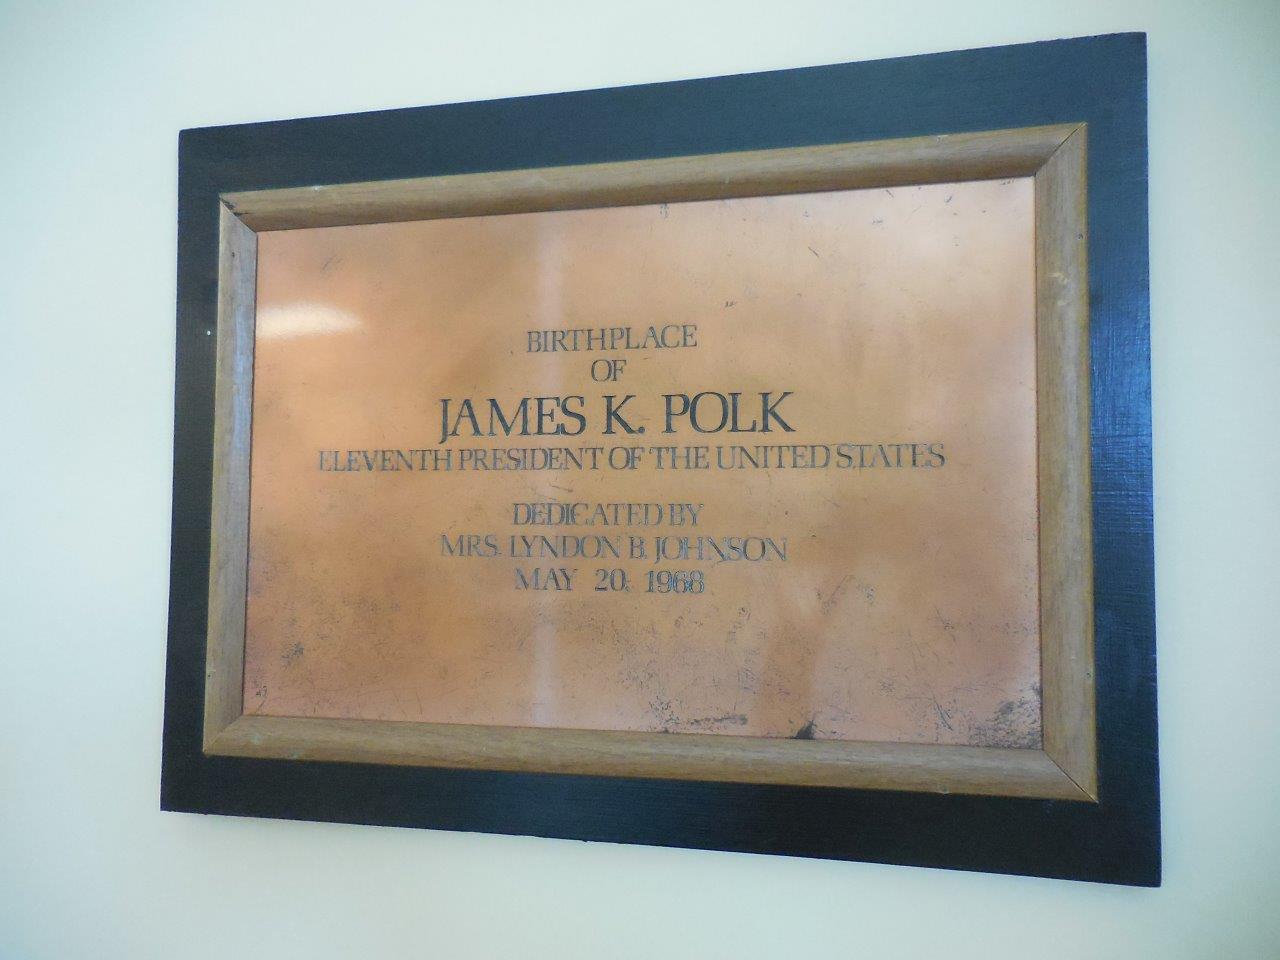 BIRTHPLACE
OF
JAMES K. POLK
ELEVENTH PRESIDENT OF THE UNITED STATES
DEDICATED BY
MRS. LYNDON B. JOHNSON
MAY 20, 1968